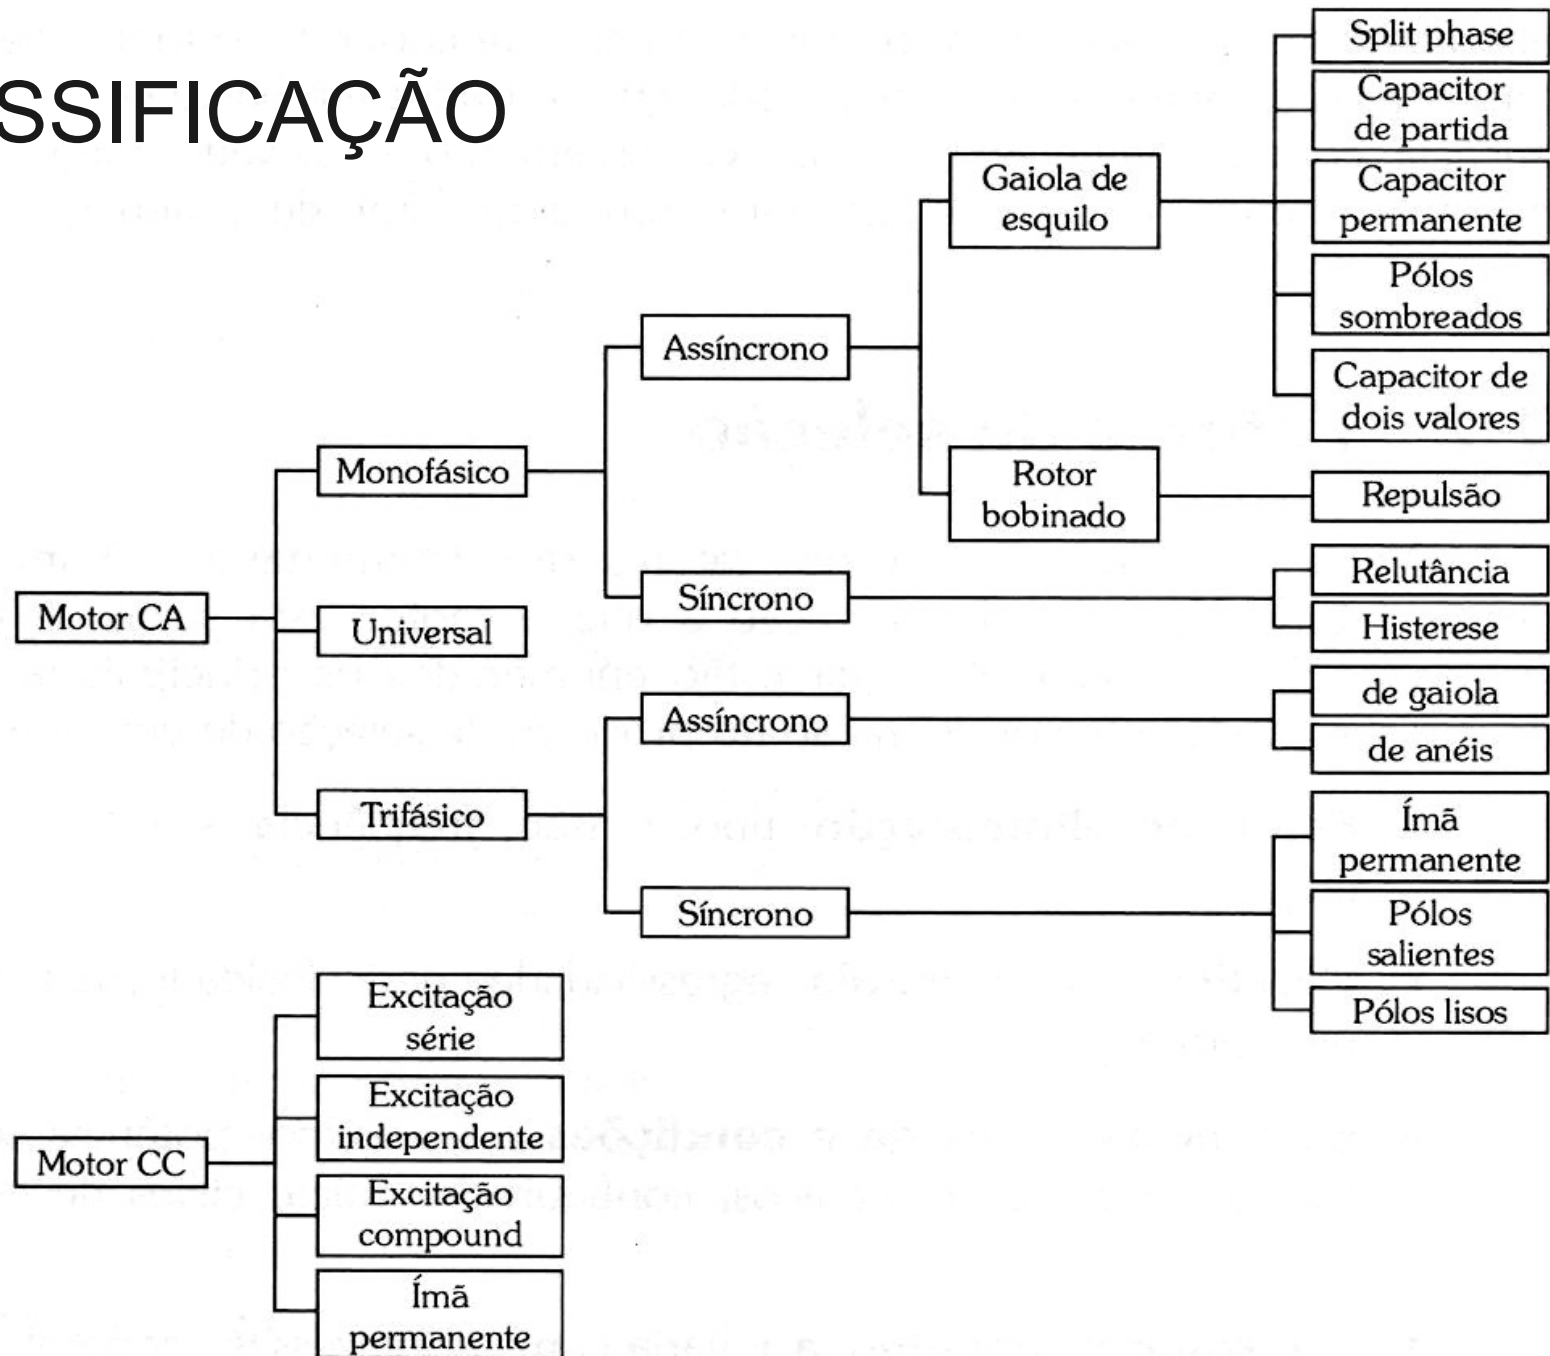 SSIFICAÇÃO
Split phase
Capacitor
de partida
Gaiola de
esquilo
Capacitor
permanente
Pólos
sombreados
Assíncrono
Capacitor de
dois valores
Monofásico
Rotor
bobinado
Repulsão
Síncrono
Relutância
Histerese
Motor CA
Universal
Assíncrono
de gaiola
de anéis
Trifásico
Ímã
permanente
Síncrono
Pólos
salientes
Pólos lisos
Excitação
série
Excitação
independente
Motor CC
Excitação
compound
Ímã
permanente